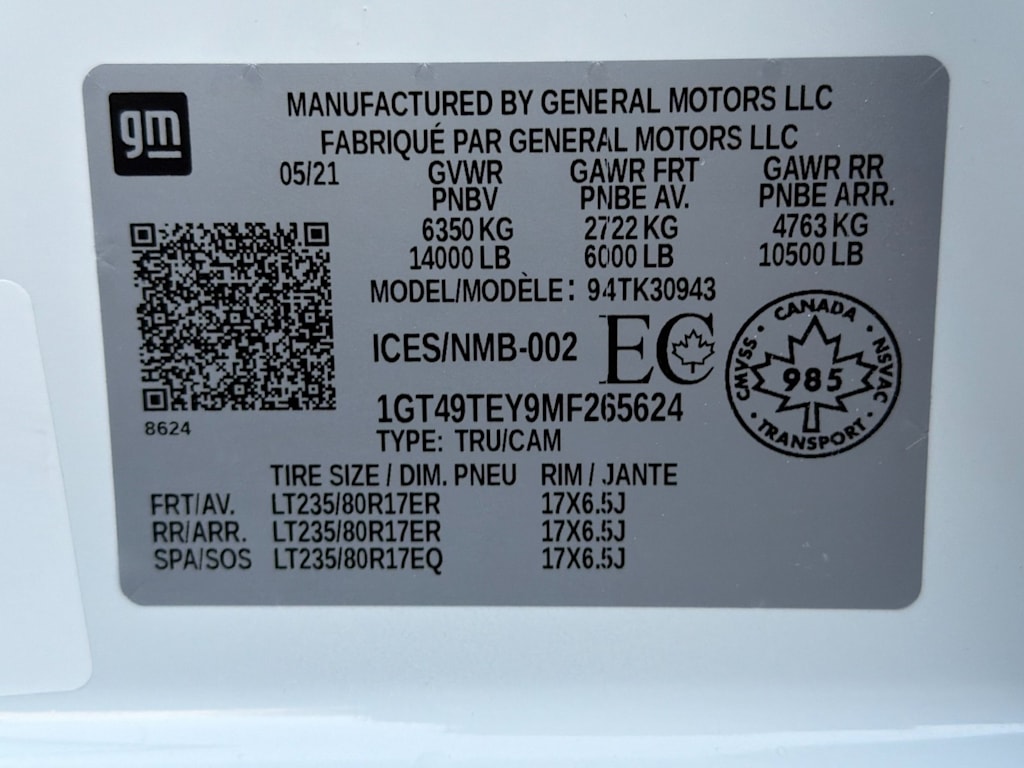 gm
MANUFACTURED BY GENERAL MOTORS LLC
FABRIQUÉ PAR GENERAL MOTORS LLC
05/21 GVWR GAWR FRT GAWR RR
PNBV PNBE AV. PNBE ARR.
6350 KG 2722 KG 4763 KG
14000 LB 6000 LB 10500 LB
MODEL/MODÈLE: 94TK30943
ICES/NMB-002 EC
CANADA
CMVSS 985 NSVAC
TRANSPORT
1GT49TEY9MF265624
8624
TYPE: TRU/CAM
TIRE SIZE / DIM. PNEU RIM / JANTE
FRT/AV. LT235/80R17ER 17X6.5J
RR/ARR. LT235/80R17ER 17X6.5J
SPA/SOS LT235/80R17EQ 17X6.5J